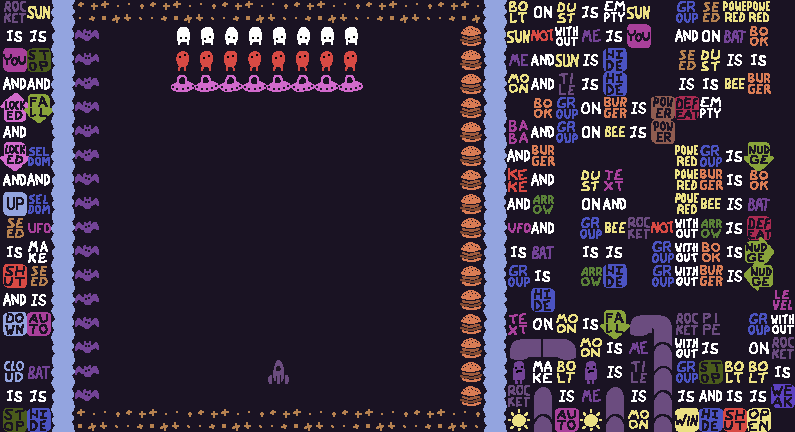 ROCKET SUN BOLT ON DUST IS EMPTY SUN GROUP SEED POWERED POWERED
IS IS SUN NOT WITHOUT ME IS YOU AND ON BAT BOOK
YOU STOP ME AND SUN IS HIDE SEED DUST IS IS
AND AND MOON AND TILE IS HIDE IS IS BEE BURGER
LOCKED FALL BOOK GROUP ON BURGER IS POWER DEFEAT EMPTY
AND BABA AND GROUP ON BEE IS POWER
LOCKED SELDOM AND BURGER POWERED GROUP IS NUDGE
AND AND KEKE AND DUST TEXT POWERED BURGER IS BOOK
UP SELDOM AND ARROW ON AND POWERED BEE IS BAT
SEED UFO UFO AND GROUP BEE ROCKET NOT WITHOUT ARROW IS DEFEAT
IS MAKE IS BAT IS IS GROUP WITHOUT BOOK IS NUDGE
SHUT SEED GROUP IS ARROW HIDE GROUP WITHOUT BURGER IS NUDGE
AND IS HIDE LEVEL
DOWN AUTO TEXT ON MOON IS FALL ROCKET PIPE GROUP WITHOUT
MOON IS ME WITHOUT IS ON ROCKET
CLOUD BAT MAKE BOLT IS TILE GROUP STOP BOLT BOLT
IS IS ROCKET IS ME IS IS AND IS WEAK
STOP HIDE AUTO MOON WIN HIDE SHUT OPEN